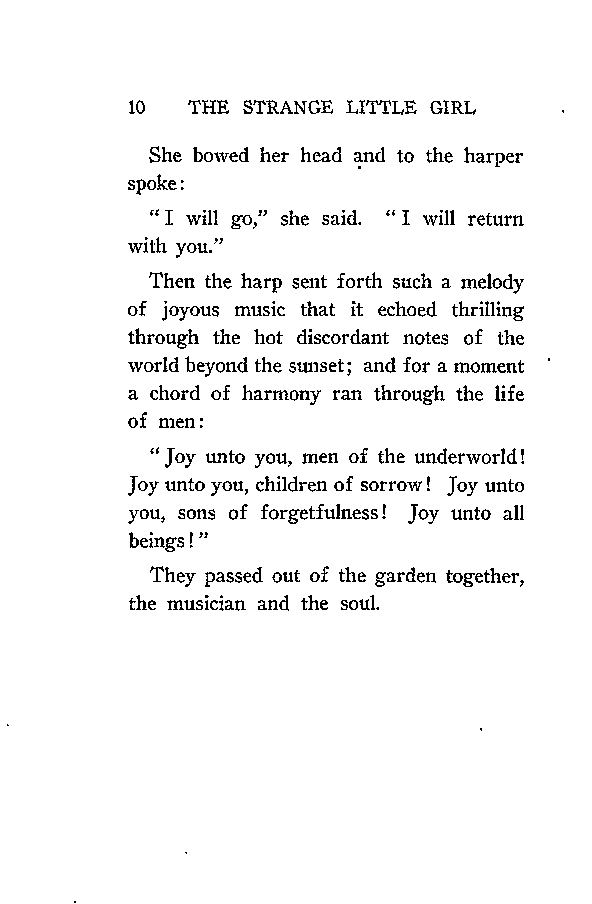 10 THE STRANGE LITTLE GIRL
She bowed her head and to the harper
spoke:
“I will go,” she said. “I will return
with you.”
Then the harp sent forth such a melody
of joyous music that it echoed thrilling
through the hot discordant notes of the
world beyond the sunset; and for a moment
a chord of harmony ran through the life
of men:
“Joy unto you, men of the underworld!
Joy unto you, children of sorrow! Joy unto
you, sons of forgetfulness! Joy unto all
beings!”
They passed out of the garden together,
the musician and the soul.